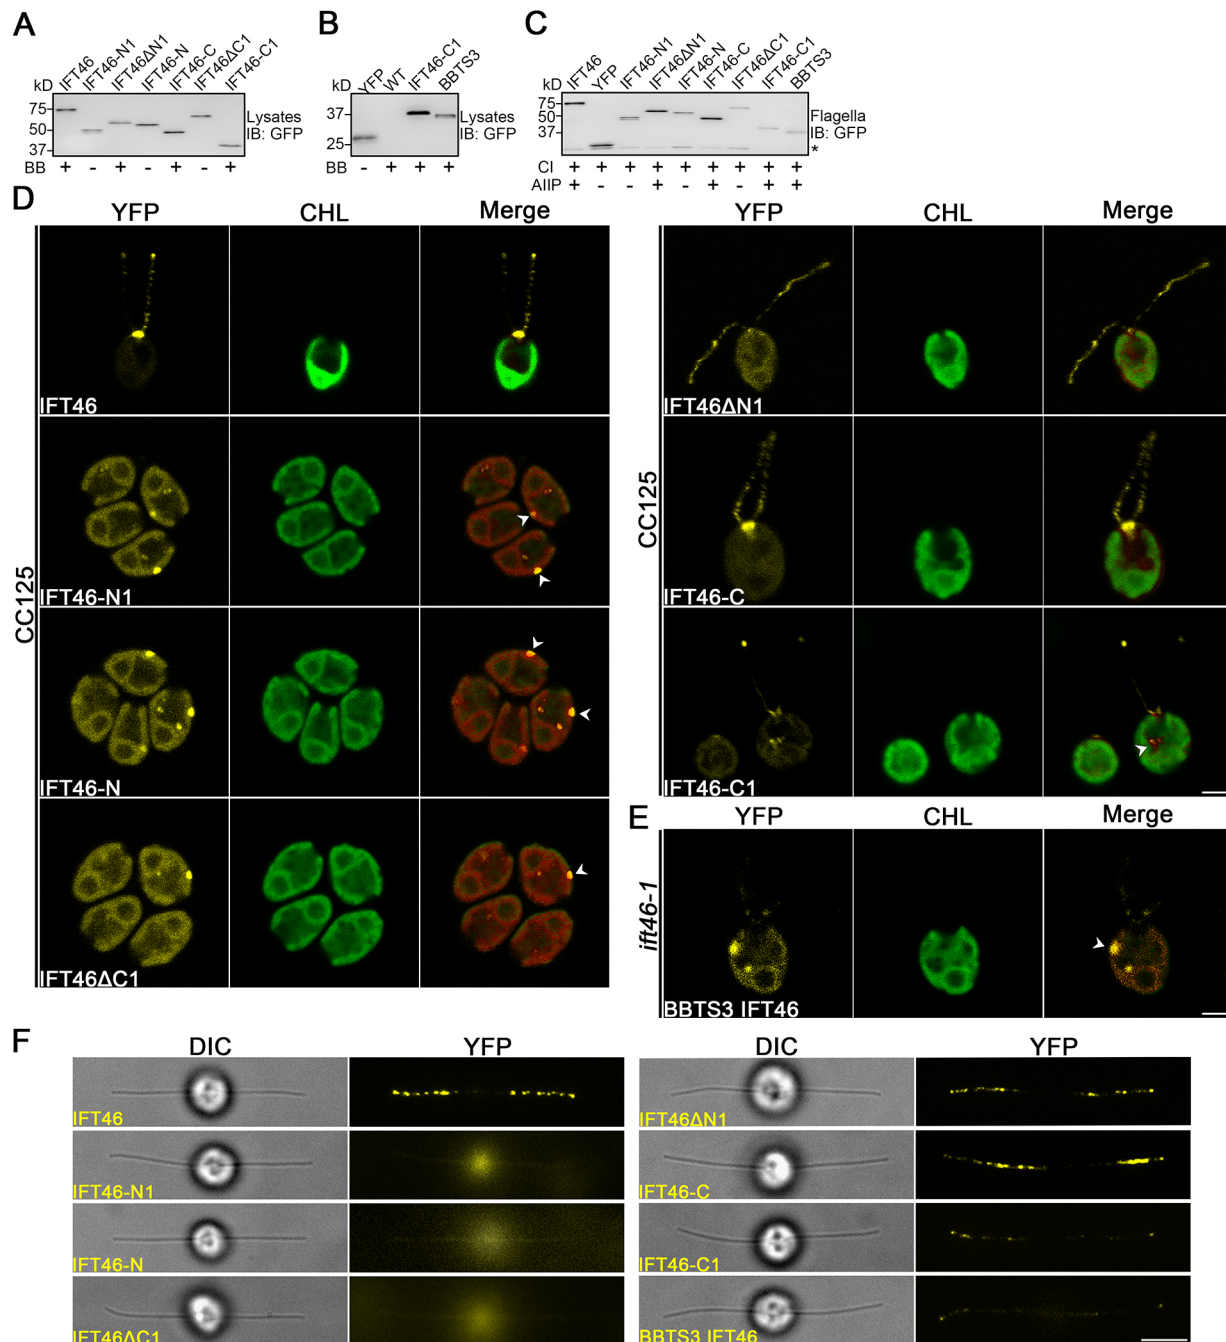 A
kD
IFT46
IFT46-N1
IFT46ΔN1
IFT46-N
IFT46-C
IFT46ΔC1
IFT46-C1
75
50
37
Lysates
IB: GFP
BB + - + - + - +
B
kD
YFP
WT
IFT46-C1
BBTS3
37
25
Lysates
IB: GFP
BB - + + +
C
kD
IFT46
YFP
IFT46-N1
IFT46ΔN1
IFT46-N
IFT46-C
IFT46ΔC1
IFT46-C1
BBTS3
75
50
37
Flagella
IB: GFP
*
CI + + + + + + + + +
AIIP + - - + - + - + +
D
YFP CHL Merge
CC125
IFT46
IFT46-N1
IFT46-N
IFT46ΔC1
YFP CHL Merge
CC125
IFT46ΔN1
IFT46-C
IFT46-C1
E
YFP CHL Merge
ift46-1
BBTS3 IFT46
F
DIC YFP DIC YFP
IFT46
IFT46-N1
IFT46-N
IFT46ΔC1
IFT46ΔN1
IFT46-C
IFT46-C1
BBTS3 IFT46